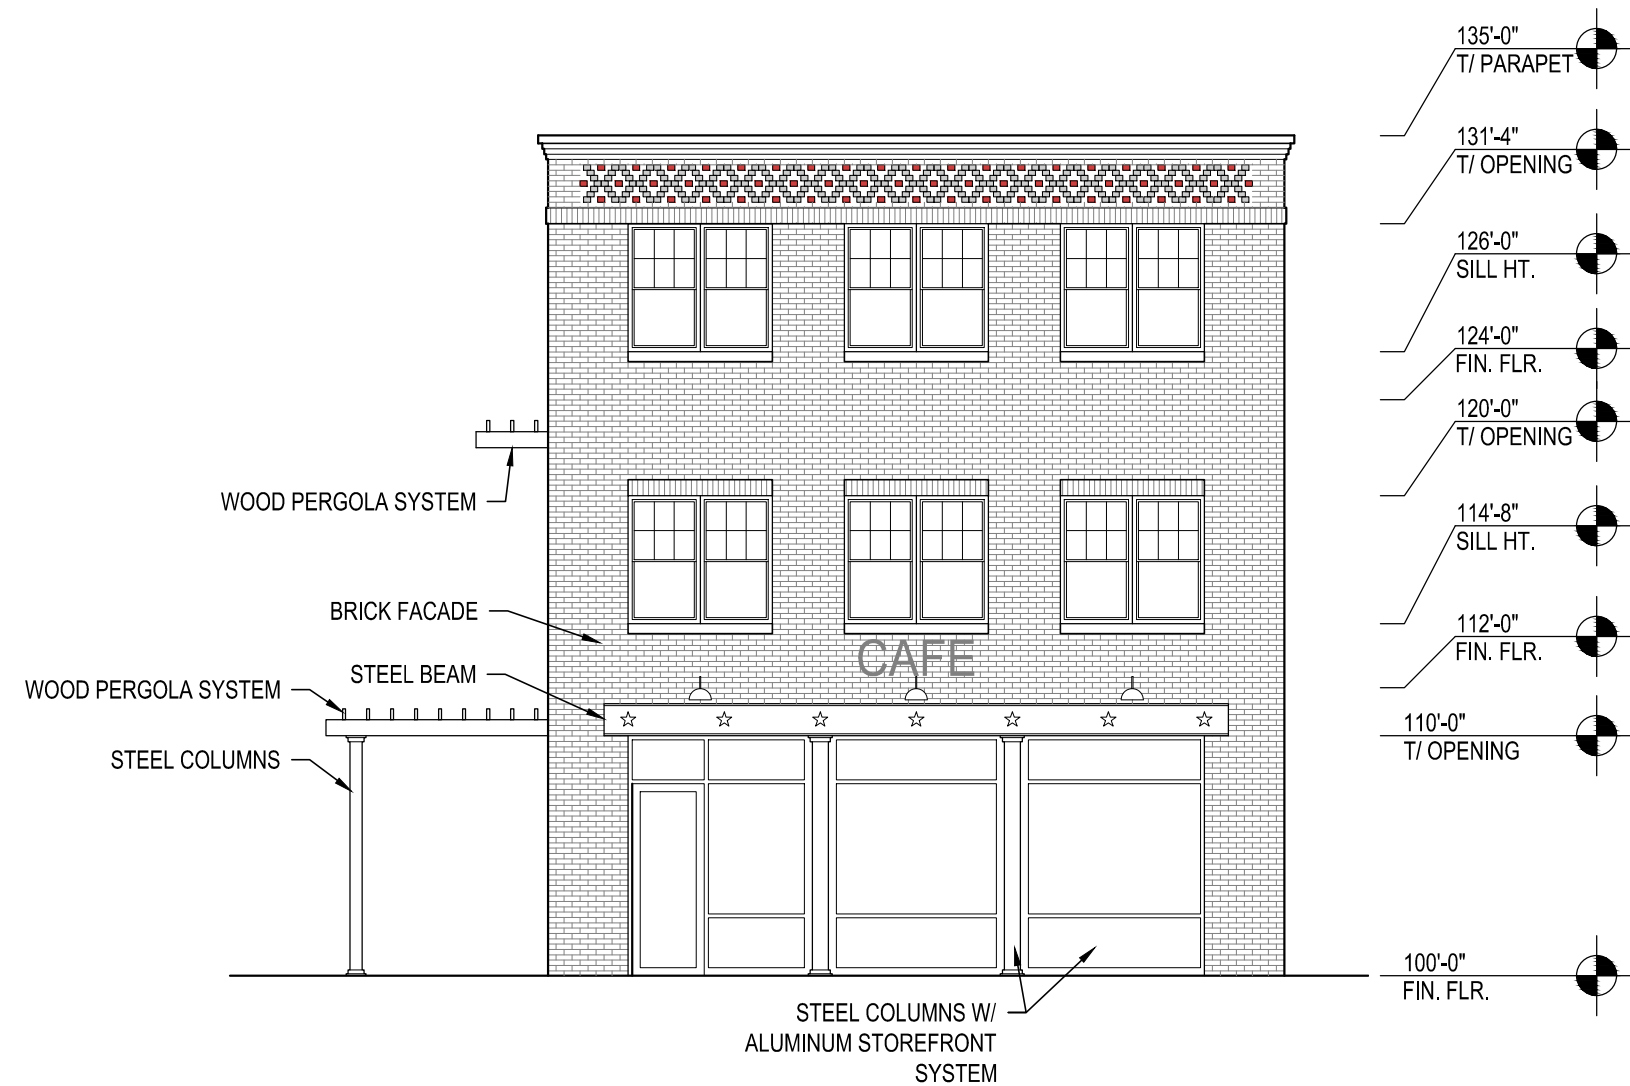 135'-0"
T/ PARAPET
131'-4"
T/ OPENING
126'-0"
SILL HT.
124'-0"
FIN. FLR.
120'-0"
T/ OPENING
WOOD PERGOLA SYSTEM
114'-8"
SILL HT.
BRICK FACADE
112'-0"
FIN. FLR.
CAFE
STEEL BEAM
WOOD PERGOLA SYSTEM
110'-0"
T/ OPENING
STEEL COLUMNS
100'-0"
FIN. FLR.
STEEL COLUMNS W/
ALUMINUM STOREFRONT
SYSTEM